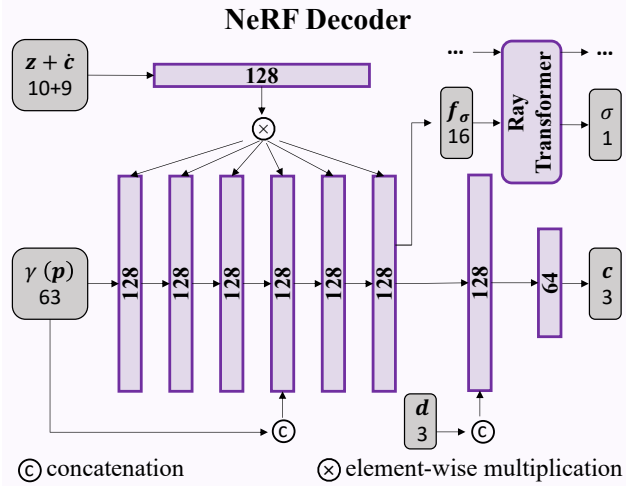 NeRF Decoder
z + ċ
10+9
128
×
...
Ray Transformer
...
f_σ
16
σ
1
γ (p)
63
128
128
128
128
128
128
128
64
c
3
C
d
3
C
C concatenation
× element-wise multiplication